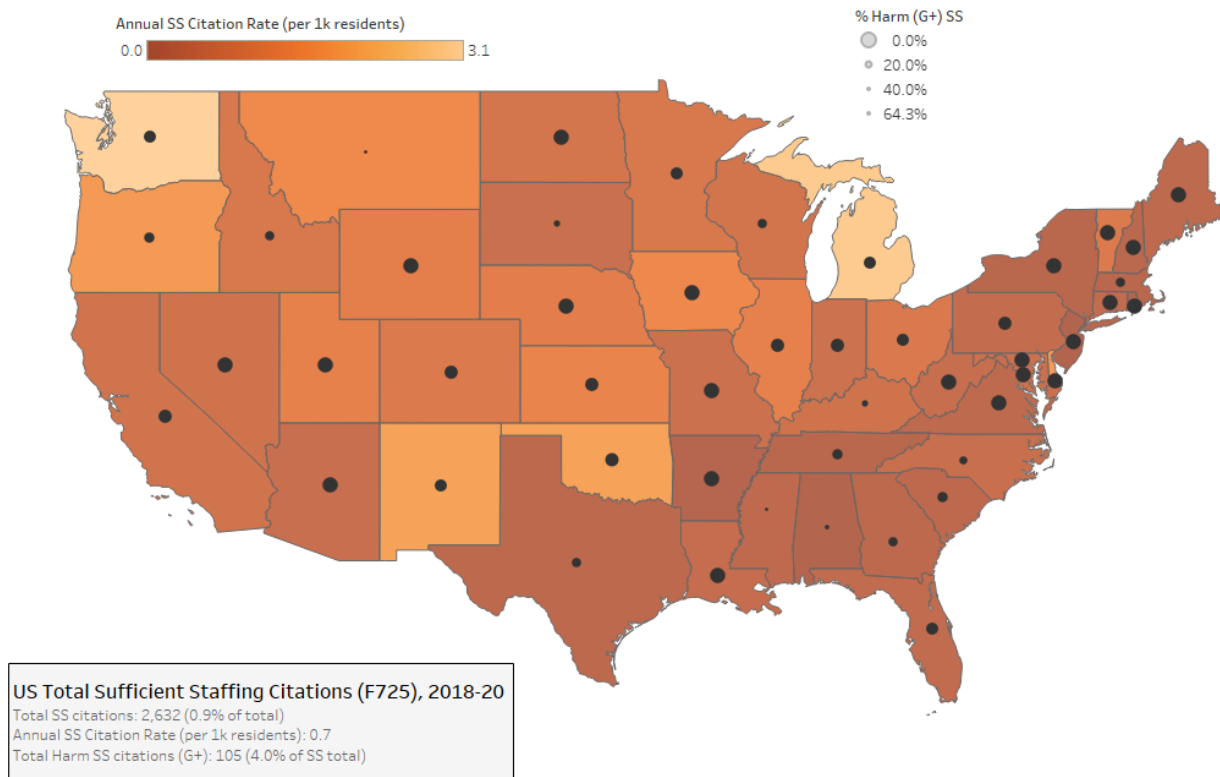 Annual SS Citation Rate (per 1k residents)
0.0 3.1
% Harm (G+) SS
0.0%
20.0%
40.0%
64.3%
US Total Sufficient Staffing Citations (F725), 2018-20
Total SS citations: 2,632 (0.9% of total)
Annual SS Citation Rate (per 1k residents): 0.7
Total Harm SS citations (G+): 105 (4.0% of SS total)